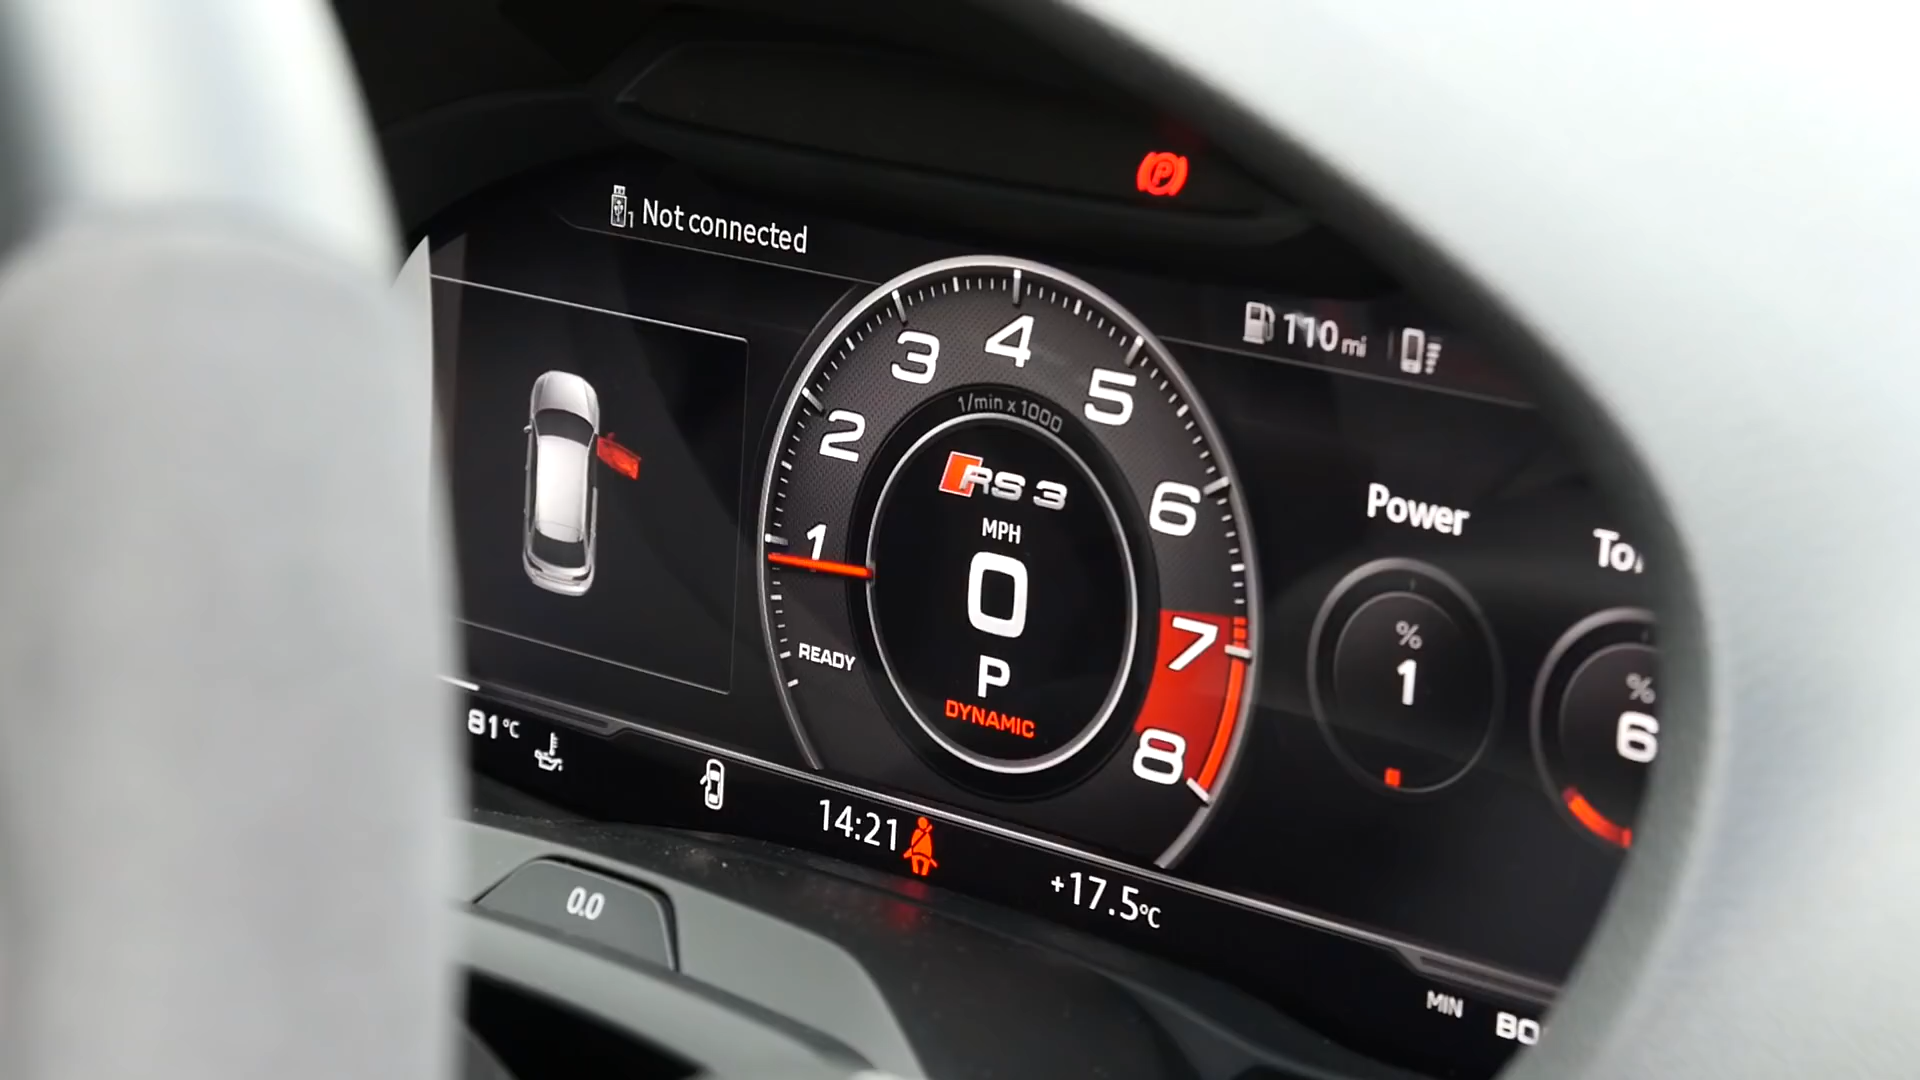 1 Not connected
110 mi
1 2 3 4 5 6 7 8
1/min x 1000
RS 3
MPH
0
P
DYNAMIC
READY
Power
%
1
%
6
81°C
14:21
+17.5°C
0.0
MIN